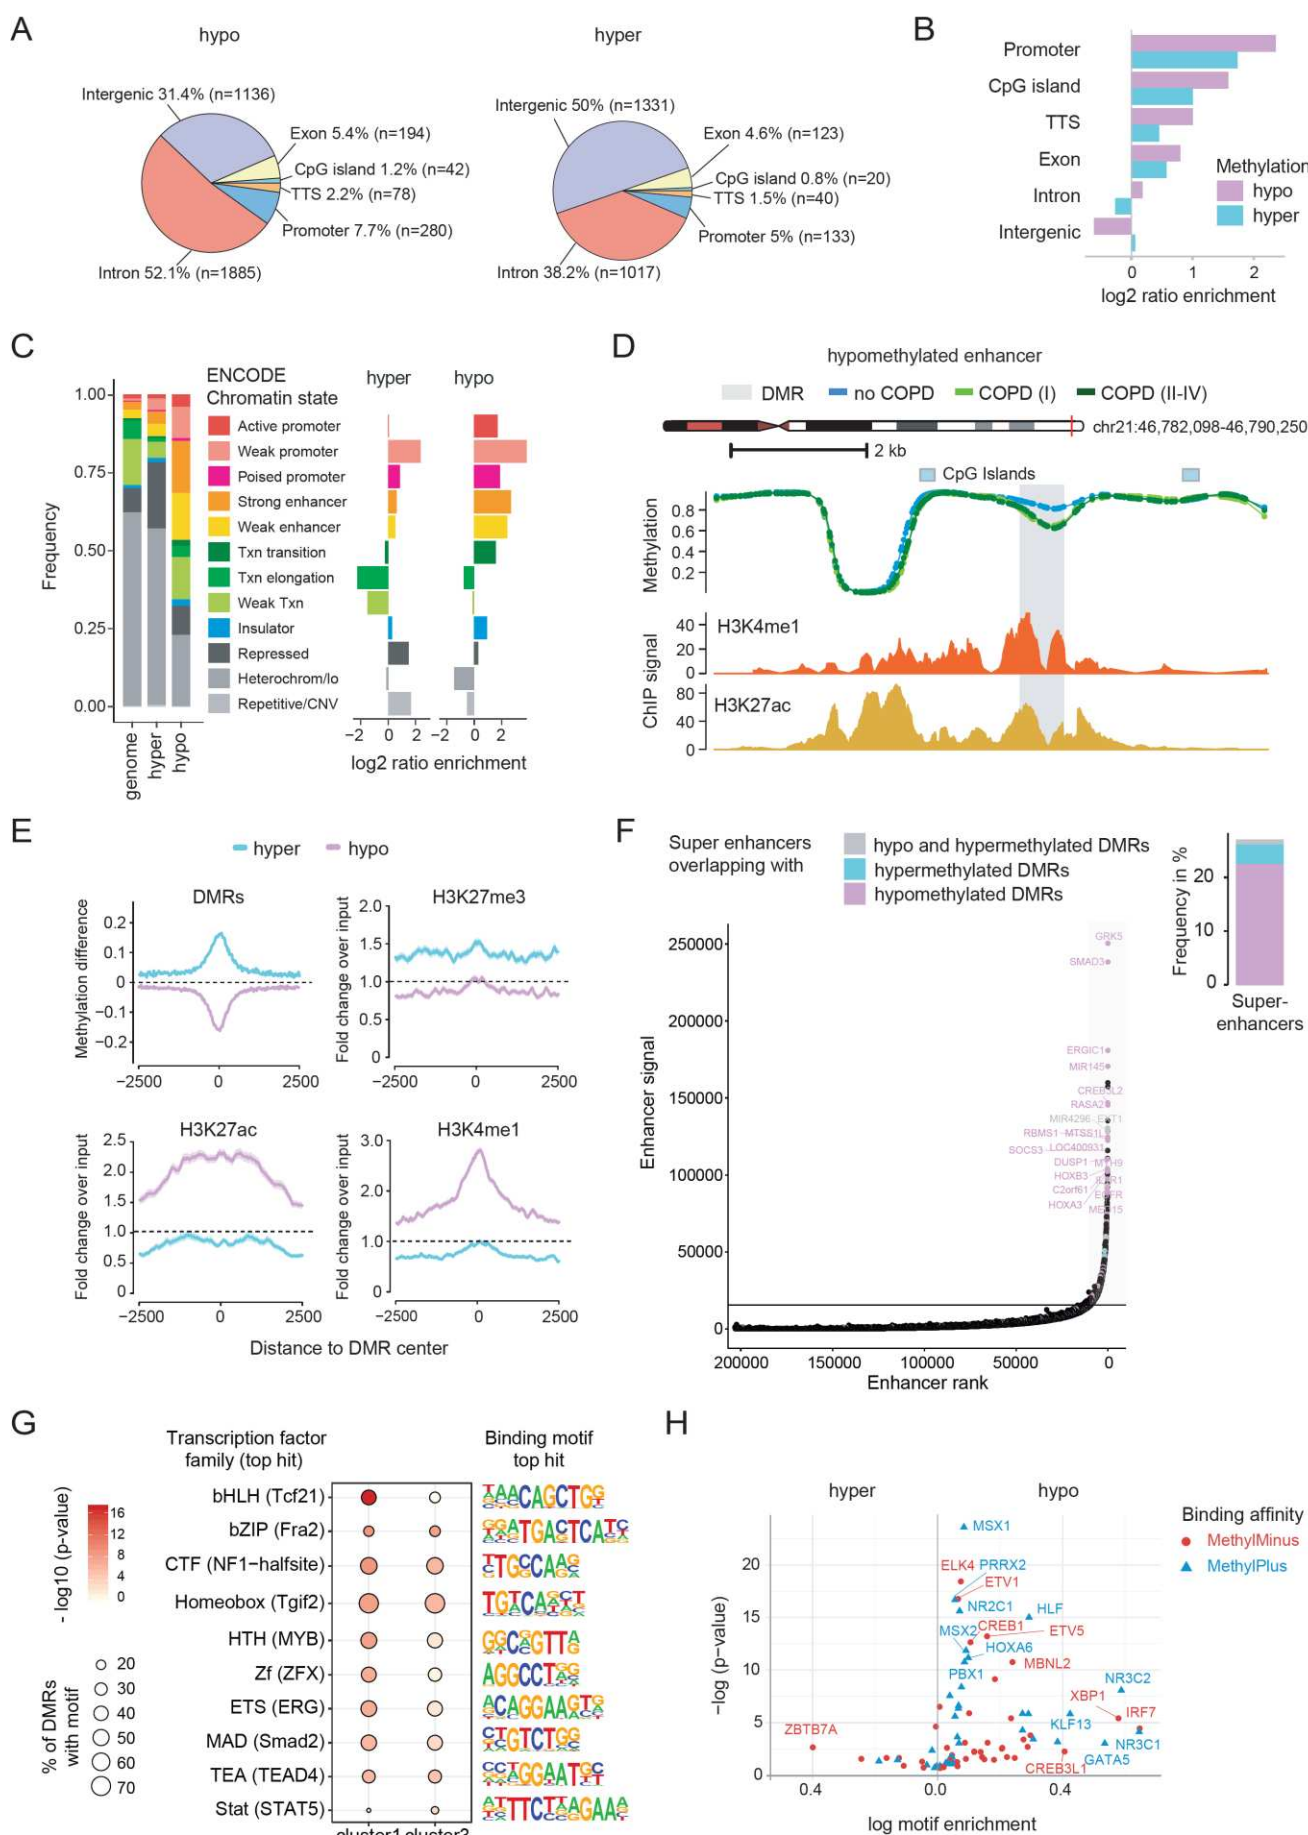 A
hypo
hyper
Intergenic 31.4% (n=1136)
Exon 5.4% (n=194)
CpG island 1.2% (n=42)
TTS 2.2% (n=78)
Promoter 7.7% (n=280)
Intron 52.1% (n=1885)
Intergenic 50% (n=1331)
Exon 4.6% (n=123)
CpG island 0.8% (n=20)
TTS 1.5% (n=40)
Promoter 5% (n=133)
Intron 38.2% (n=1017)
B
Promoter
CpG island
TTS
Exon
Intron
Intergenic
Methylation
hypo
hyper
0 1 2
log2 ratio enrichment
C
Frequency
1.00
0.75
0.50
0.25
0.00
genome
hyper
hypo
ENCODE
Chromatin state
Active promoter
Weak promoter
Poised promoter
Strong enhancer
Weak enhancer
Txn transition
Txn elongation
Weak Txn
Insulator
Repressed
Heterochrom/lo
Repetitive/CNV
hyper
hypo
−2 0 2
−2 0 2
log2 ratio enrichment
D
hypomethylated enhancer
DMR
no COPD
COPD (I)
COPD (II-IV)
chr21:46,782,098-46,790,250
2 kb
CpG Islands
Methylation
0.8
0.6
0.4
0.2
ChIP signal
H3K4me1
40
20
0
H3K27ac
80
40
0
E
hyper
hypo
DMRs
Methylation difference
0.2
0.1
0
−0.1
−0.2
−2500 0 2500
H3K27me3
Fold change over input
2.0
1.5
1.0
0.5
0
−2500 0 2500
H3K27ac
Fold change over input
2.5
2.0
1.5
1.0
0.5
0
−2500 0 2500
H3K4me1
Fold change over input
3.0
2.0
1.0
0
−2500 0 2500
Distance to DMR center
F
Super enhancers
overlapping with
hypo and hypermethylated DMRs
hypermethylated DMRs
hypomethylated DMRs
Frequency in %
20
10
0
Super-
enhancers
Enhancer signal
250000
200000
150000
100000
50000
0
GRK5
SMAD3
ERGIC1
MIR145
CREB3L2
RASA2
MIR4296
RBMS1
MTSS1L
SOCS3
LOC400931
DUSP1
MYH9
HOXB3
C2orf61
EGFR
HOXA3
MED15
200000 150000 100000 50000 0
Enhancer rank
G
Transcription factor
family (top hit)
Binding motif
top hit
- log10 (p-value)
16
12
8
4
0
% of DMRs
with motif
20
30
40
50
60
70
bHLH (Tcf21)
bZIP (Fra2)
CTF (NF1−halfsite)
Homeobox (Tgif2)
HTH (MYB)
Zf (ZFX)
ETS (ERG)
MAD (Smad2)
TEA (TEAD4)
Stat (STAT5)
cluster1 cluster3
H
hyper
hypo
Binding affinity
MethylMinus
MethylPlus
−log (p−value)
20
15
10
5
0
MSX1
ELK4
PRRX2
ETV1
NR2C1
HLF
MSX2
CREB1
ETV5
HOXA6
PBX1
MBNL2
NR3C2
XBP1
IRF7
ZBTB7A
KLF13
NR3C1
GATA5
CREB3L1
0.4 0.0 0.4
log motif enrichment